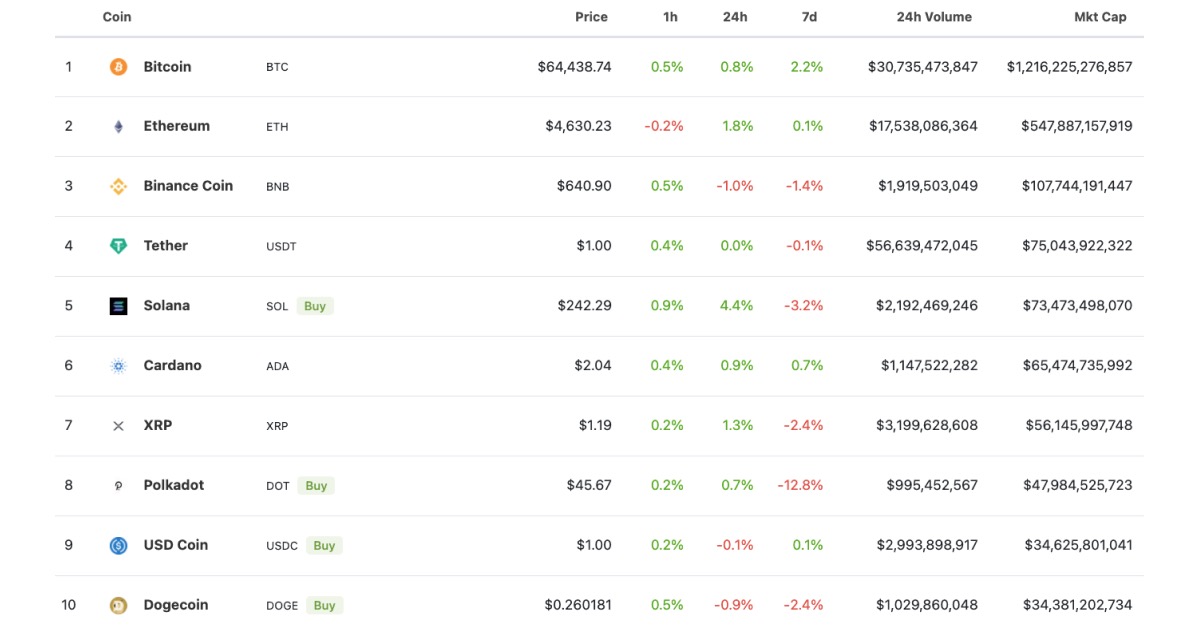 Coin Price 1h 24h 7d 24h Volume Mkt Cap
1 Bitcoin BTC $64,438.74 0.5% 0.8% 2.2% $30,735,473,847 $1,216,225,276,857
2 Ethereum ETH $4,630.23 -0.2% 1.8% 0.1% $17,538,086,364 $547,887,157,919
3 Binance Coin BNB $640.90 0.5% -1.0% -1.4% $1,919,503,049 $107,744,191,447
4 Tether USDT $1.00 0.4% 0.0% -0.1% $56,639,472,045 $75,043,922,322
5 Solana SOL Buy $242.29 0.9% 4.4% -3.2% $2,192,469,246 $73,473,498,070
6 Cardano ADA $2.04 0.4% 0.9% 0.7% $1,147,522,282 $65,474,735,992
7 XRP XRP $1.19 0.2% 1.3% -2.4% $3,199,628,608 $56,145,997,748
8 Polkadot DOT Buy $45.67 0.2% 0.7% -12.8% $995,452,567 $47,984,525,723
9 USD Coin USDC Buy $1.00 0.2% -0.1% 0.1% $2,993,898,917 $34,625,801,041
10 Dogecoin DOGE Buy $0.260181 0.5% -0.9% -2.4% $1,029,860,048 $34,381,202,734